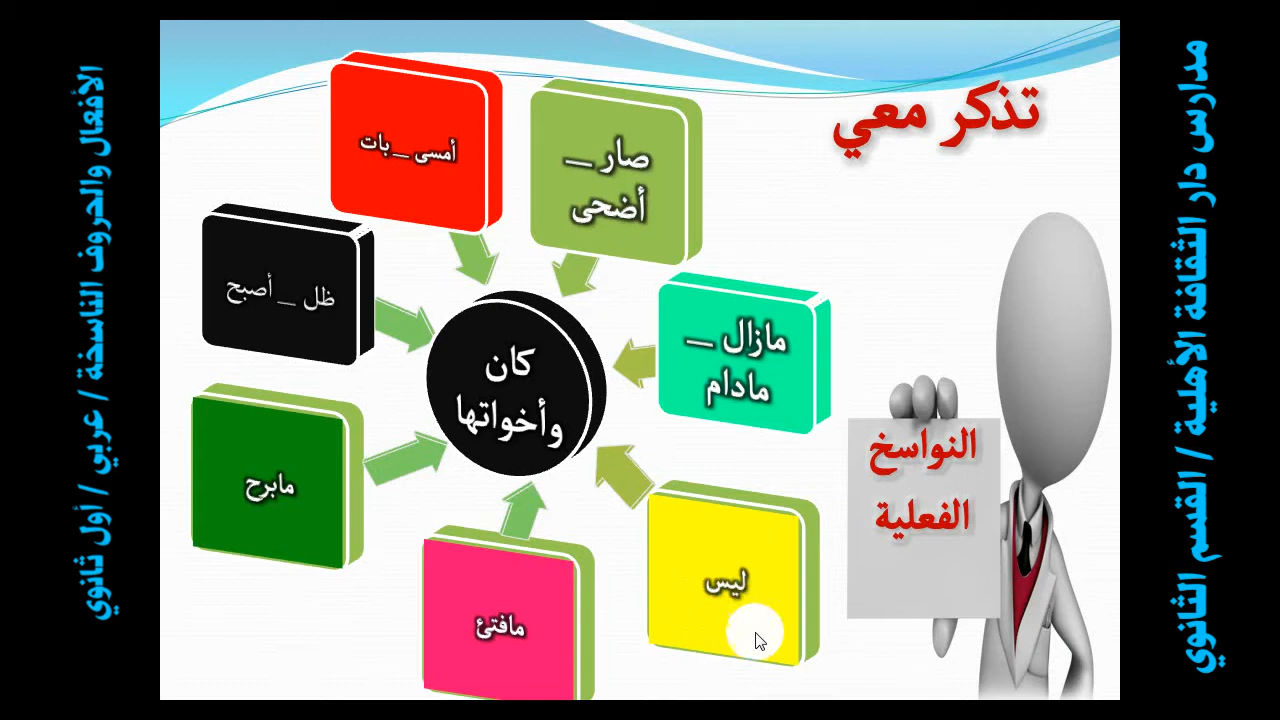 مدارس دار الثقافة الأهلية / القسم الثانوي
تذكر معي
النواسخ
الفعلية
كان
وأخواتها
صار _
أضحى
مازال _
مادام
ليس
مافتئ
مابرح
ظل _ أصبح
أمسى _ بات
الأفعال والحروف الناسخة / عربي / أول ثانوي